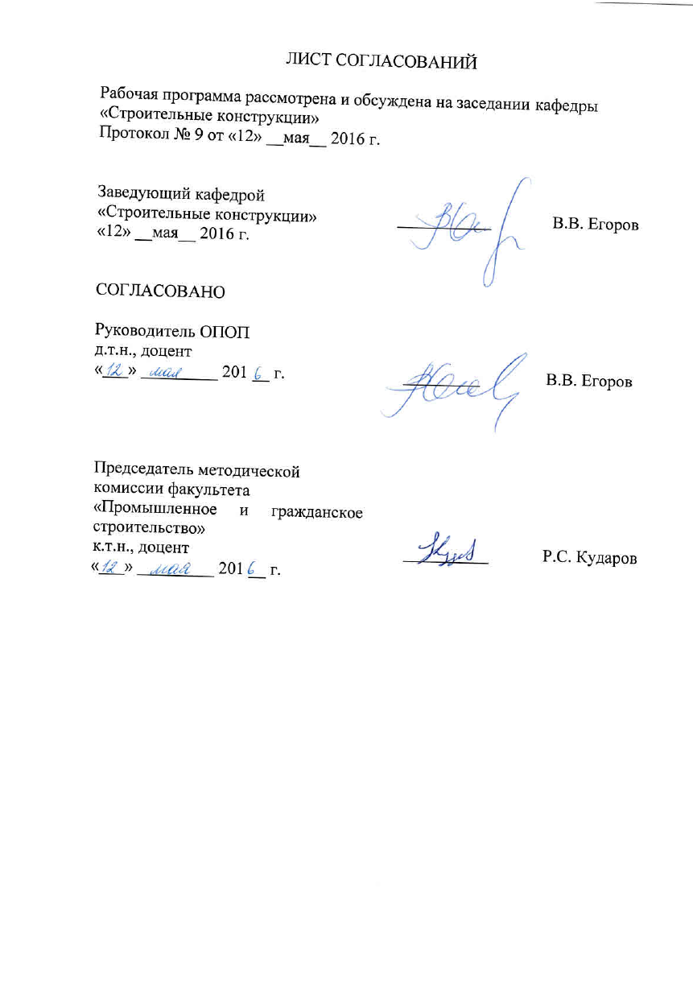 ЛИСТ СОГЛАСОВАНИЙ
Рабочая программа рассмотрена и обсуждена на заседании кафедры
«Строительные конструкции»
Протокол № 9 от «12» __мая__ 2016 г.
Заведующий кафедрой
«Строительные конструкции»
«12» __мая__ 2016 г.
В.В. Егоров
СОГЛАСОВАНО
Руководитель ОПОП
д.т.н., доцент
«12» мая 2016 г.
В.В. Егоров
Председатель методической
комиссии факультета
«Промышленное и гражданское
строительство»
к.т.н., доцент
«12» мая 2016 г.
Р.С. Кударов